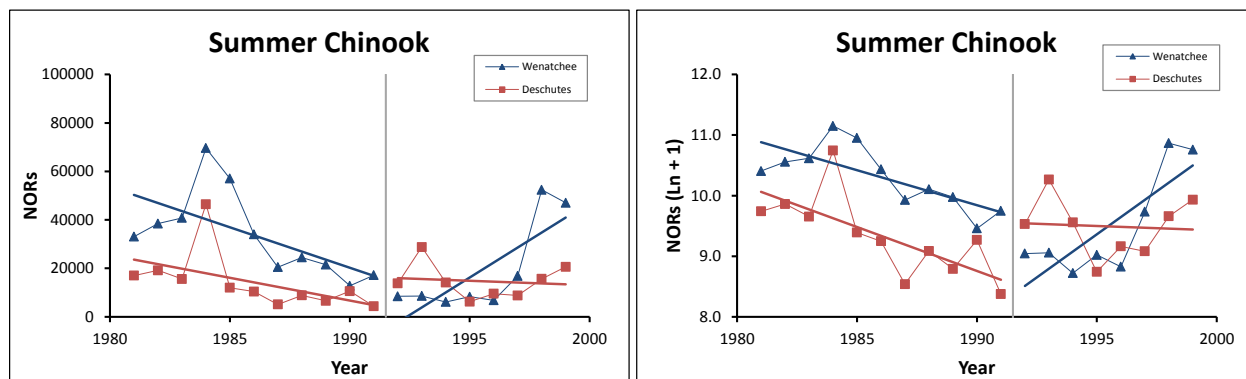 Summer Chinook
Wenatchee
Deschutes
NORs
100000
80000
60000
40000
20000
0
1980
1985
1990
1995
2000
Year
Summer Chinook
Wenatchee
Deschutes
NORs (Ln + 1)
12.0
11.0
10.0
9.0
8.0
1980
1985
1990
1995
2000
Year